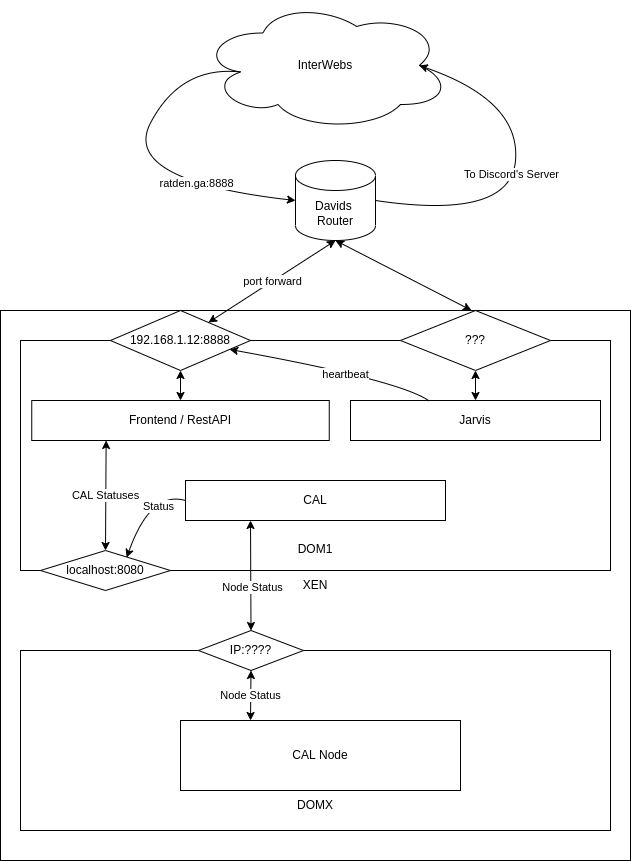 InterWebs
ratden.ga:8888
To Discord's Server
Davids
Router
port forward
192.168.1.12:8888
???
heartbeat
Frontend / RestAPI
Jarvis
CAL Statuses
Status
CAL
DOM1
localhost:8080
Node Status
XEN
IP:????
Node Status
CAL Node
DOMX